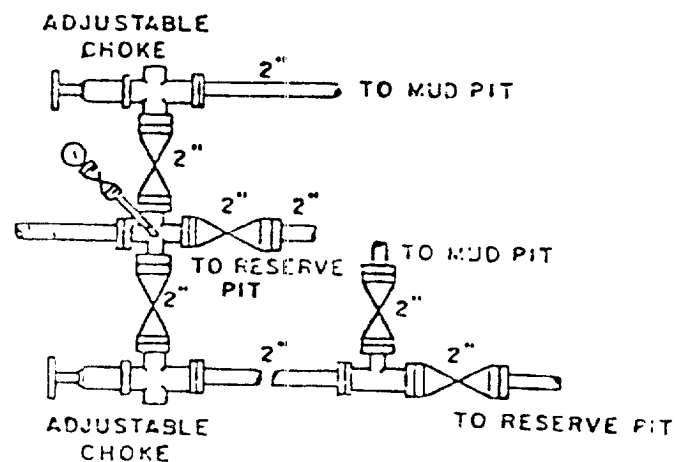 ADJUSTABLE
CHOKE
2"
TO MUD PIT
2"
2" 2"
TO RESERVE
PIT
TO MUD PIT
2"
2"
2"
2"
ADJUSTABLE
CHOKE
TO RESERVE PIT